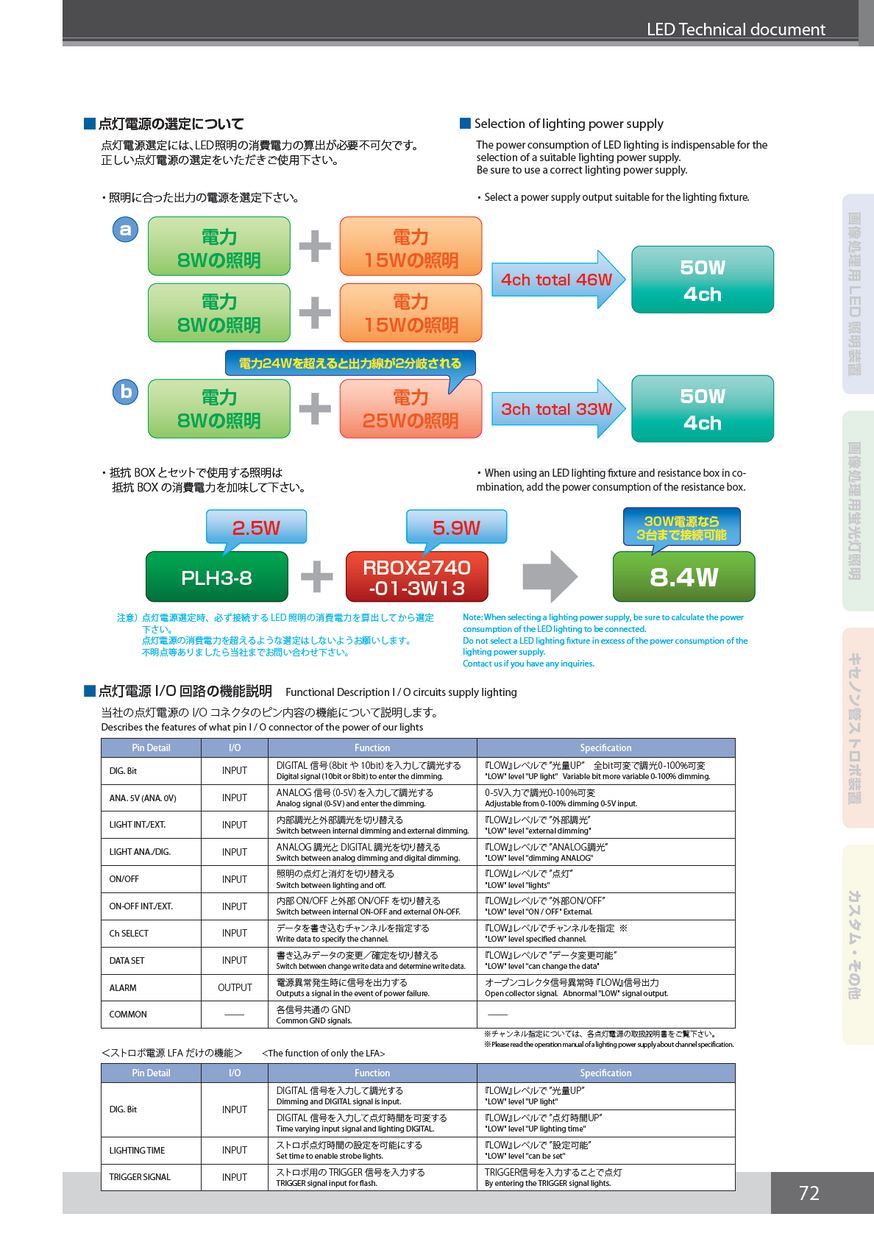 LED Technical document
■ 点灯電源の選定について
点灯電源選定には、LED照明の消費電力の算出が必要不可欠です。
正しい点灯電源の選定をいただきご使用下さい。
・照明に合った出力の電源を選定下さい。
■ Selection of lighting power supply
The power consumption of LED lighting is indispensable for the
selection of a suitable lighting power supply.
Be sure to use a correct lighting power supply.
・ Select a power supply output suitable for the lighting fixture.
a
電力
8Wの照明
電力
15Wの照明
電力
8Wの照明
電力
15Wの照明
4ch total 46W
50W
4ch
電力24Wを超えると出力線が2分岐される
b
電力
8Wの照明
電力
25Wの照明
3ch total 33W
50W
4ch
・抵抗 BOX とセットで使用する照明は
抵抗 BOX の消費電力を加味して下さい。
・ When using an LED lighting fixture and resistance box in co-
mbination, add the power consumption of the resistance box.
2.5W
PLH3-8
5.9W
RBOX2740
-01-3W13
30W電源なら
3台まで接続可能
8.4W
注意）点灯電源選定時、必ず接続する LED 照明の消費電力を算出してから選定
下さい。
点灯電源の消費電力を超えるような選定はしないようお願いします。
不明点等ありましたら当社までお問い合わせ下さい。
Note: When selecting a lighting power supply, be sure to calculate the power
consumption of the LED lighting to be connected.
Do not select a LED lighting fixture in excess of the power consumption of the
lighting power supply.
Contact us if you have any inquiries.
■ 点灯電源 I/O 回路の機能説明 Functional Description I / O circuits supply lighting
当社の点灯電源の I/O コネクタのピン内容の機能について説明します。
Describes the features of what pin I / O connector of the power of our lights
Pin Detail I/O Function Specification
DIG. Bit INPUT
DIGITAL 信号 (8bit や 10bit) を入力して調光する
Digital signal (10bit or 8bit) to enter the dimming.
『LOW』レベルで "光量UP" 全bit可変で調光0-100%可変
"LOW" level "UP light" Variable bit more variable 0-100% dimming.
ANA. 5V (ANA. 0V) INPUT
ANALOG 信号 (0-5V) を入力して調光する
Analog signal (0-5V) and enter the dimming.
0-5V入力で調光0-100%可変
Adjustable from 0-100% dimming 0-5V input.
LIGHT INT./EXT. INPUT
内部調光と外部調光を切り替える
Switch between internal dimming and external dimming.
『LOW』レベルで "外部調光"
"LOW" level "external dimming"
LIGHT ANA./DIG. INPUT
ANALOG 調光と DIGITAL 調光を切り替える
Switch between analog dimming and digital dimming.
『LOW』レベルで "ANALOG調光"
"LOW" level "dimming ANALOG"
ON/OFF INPUT
照明の点灯と消灯を切り替える
Switch between lighting and off.
『LOW』レベルで "点灯"
"LOW" level "lights"
ON-OFF INT./EXT. INPUT
内部 ON/OFF と外部 ON/OFF を切り替える
Switch between internal ON-OFF and external ON-OFF.
『LOW』レベルで "外部ON/OFF"
"LOW" level "ON / OFF" External.
Ch SELECT INPUT
データを書き込むチャンネルを指定する
Write data to specify the channel.
『LOW』レベルでチャンネルを指定 ※
"LOW" level specified channel.
DATA SET INPUT
書き込みデータの変更／確定を切り替える
Switch between change write data and determine write data.
『LOW』レベルで "データ変更可能"
"LOW" level "can change the data"
ALARM OUTPUT
電源異常発生時に信号を出力する
Outputs a signal in the event of power failure.
オープンコレクタ信号異常時『LOW』信号出力
Open collector signal. Abnormal "LOW" signal output.
COMMON ——
各信号共通の GND
Common GND signals.
——
※チャンネル指定については、各点灯電源の取扱説明書をご覧下さい。
※Please read the operation manual of a lighting power supply about channel specification.
＜ストロボ電源 LFA だけの機能＞ <The function of only the LFA>
Pin Detail I/O Function Specification
DIG. Bit INPUT
DIGITAL 信号を入力して調光する
Dimming and DIGITAL signal is input.
『LOW』レベルで "光量UP"
"LOW" level "UP light"
DIGITAL 信号を入力して点灯時間を可変する
Time varying input signal and lighting DIGITAL.
『LOW』レベルで "点灯時間UP"
"LOW" level "UP lighting time"
LIGHTING TIME INPUT
ストロボ点灯時間の設定を可能にする
Set time to enable strobe lights.
『LOW』レベルで "設定可能"
"LOW" level "can be set"
TRIGGER SIGNAL INPUT
ストロボ用の TRIGGER 信号を入力する
TRIGGER signal input for flash.
TRIGGER信号を入力することで点灯
By entering the TRIGGER signal lights.
画像処理用 LED 照明装置
画像処理用蛍光灯照明
キセノン管ストロボ装置
カスタム・その他
72